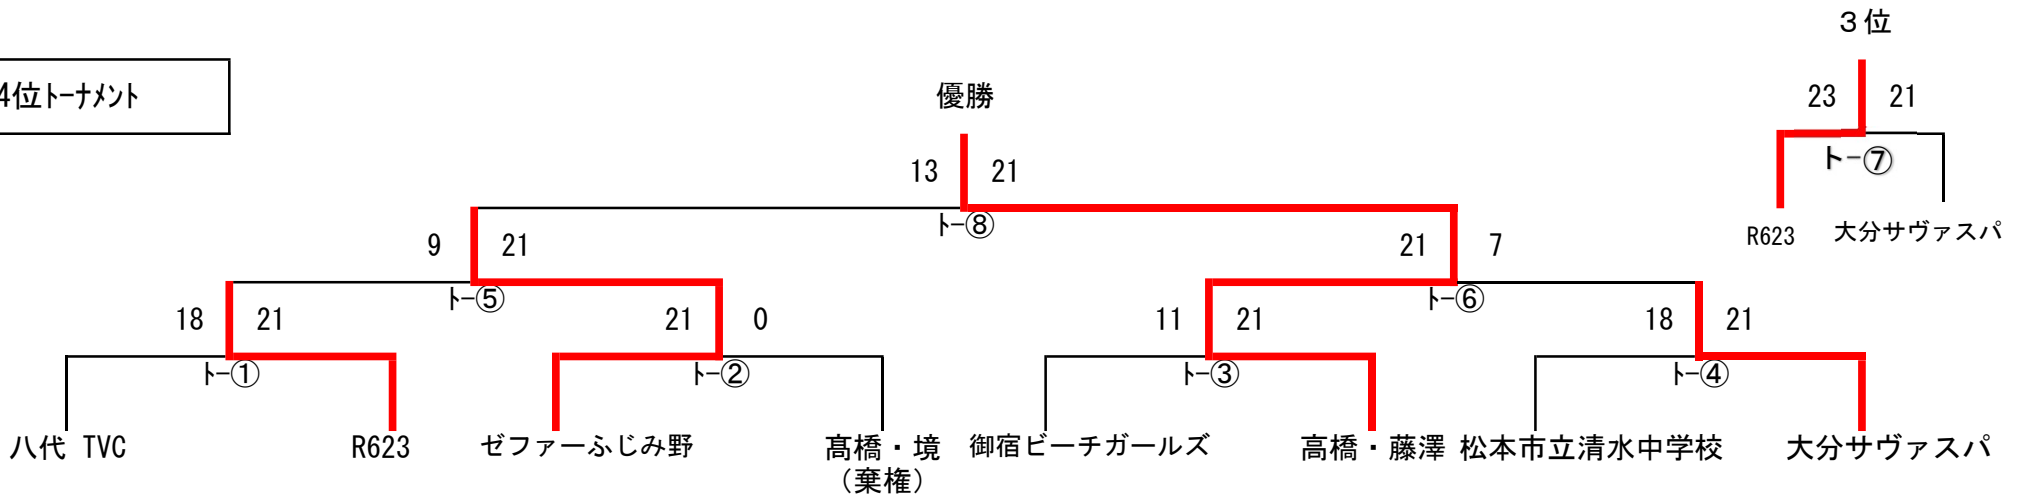 3位
4位トーナメント
優勝
23 21
ト-⑦
13 21
ト-⑧
R623 大分サヴァスパ
9 21
21 7
ト-⑤
ト-⑥
18 21
21 0
11 21
18 21
ト-①
ト-②
ト-③
ト-④
八代 TVC
R623
ゼファーふじみ野
髙橋・境
(棄権)
御宿ビーチガールズ
高橋・藤澤
松本市立清水中学校
大分サヴァスパ